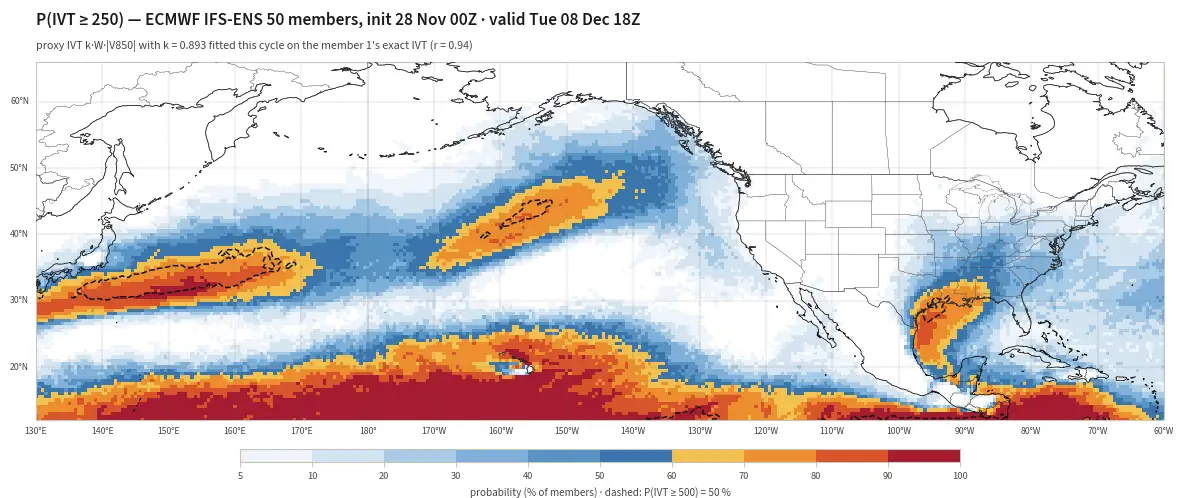 P(IVT ≥ 250) — ECMWF IFS-ENS 50 members, init 28 Nov 00Z · valid Tue 08 Dec 18Z
proxy IVT k·W·|V850| with k = 0.893 fitted this cycle on the member 1's exact IVT (r = 0.94)
60°N
50°N
40°N
30°N
20°N
130°E 140°E 150°E 160°E 170°E 180° 170°W 160°W 150°W 140°W 130°W 120°W 110°W 100°W 90°W 80°W 70°W 60°W
5 10 20 30 40 50 60 70 80 90 100
probability (% of members) · dashed: P(IVT ≥ 500) = 50 %